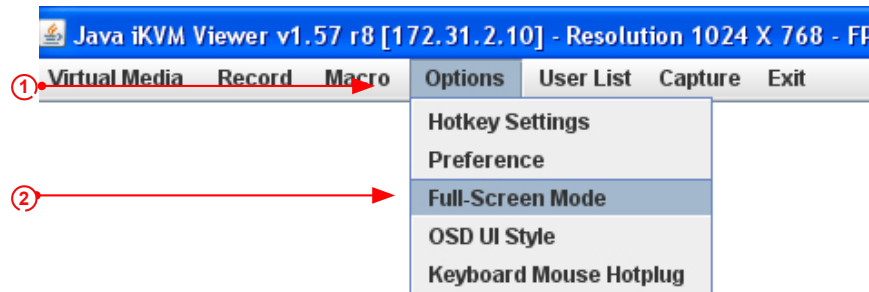 Java iKVM Viewer v1.57 r8 [172.31.2.10] - Resolution 1024 X 768 - FP
1 Virtual Media Record Macro Options User List Capture Exit
Hotkey Settings
Preference
2 Full-Screen Mode
OSD UI Style
Keyboard Mouse Hotplug